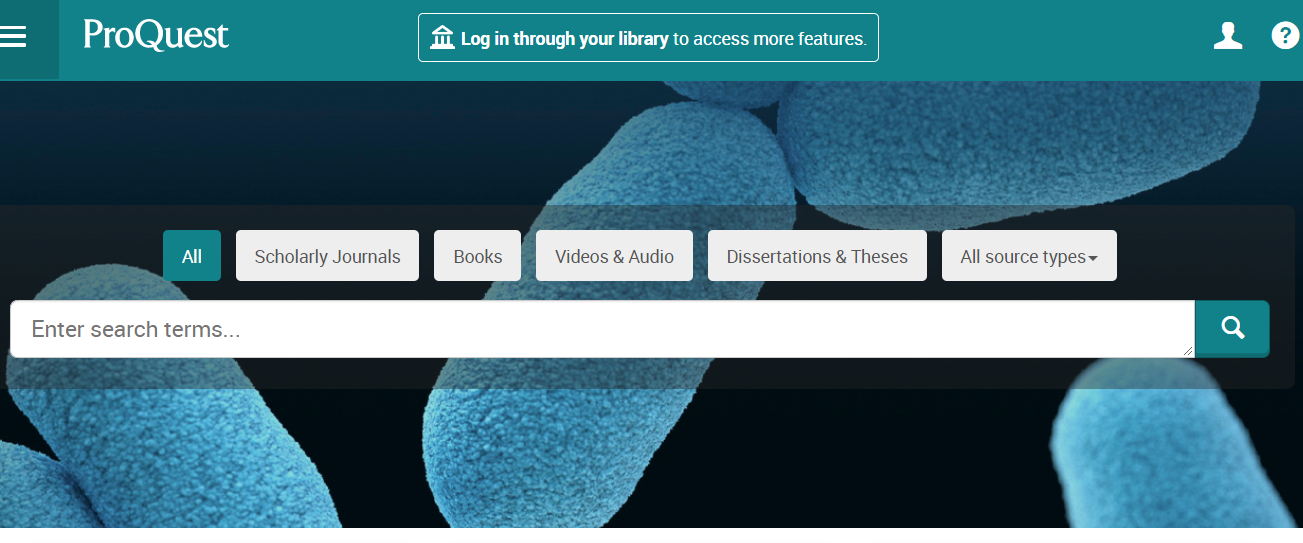 ProQuest
Log in through your library to access more features.
?
All
Scholarly Journals
Books
Videos & Audio
Dissertations & Theses
All source types
Enter search terms...